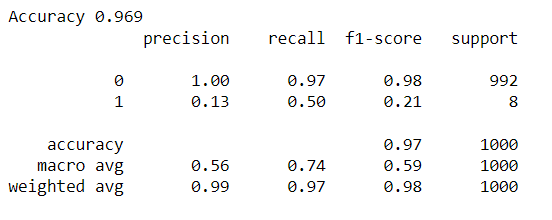 Accuracy 0.969
precision recall f1-score support
0 1.00 0.97 0.98 992
1 0.13 0.50 0.21 8
accuracy 0.97 1000
macro avg 0.56 0.74 0.59 1000
weighted avg 0.99 0.97 0.98 1000